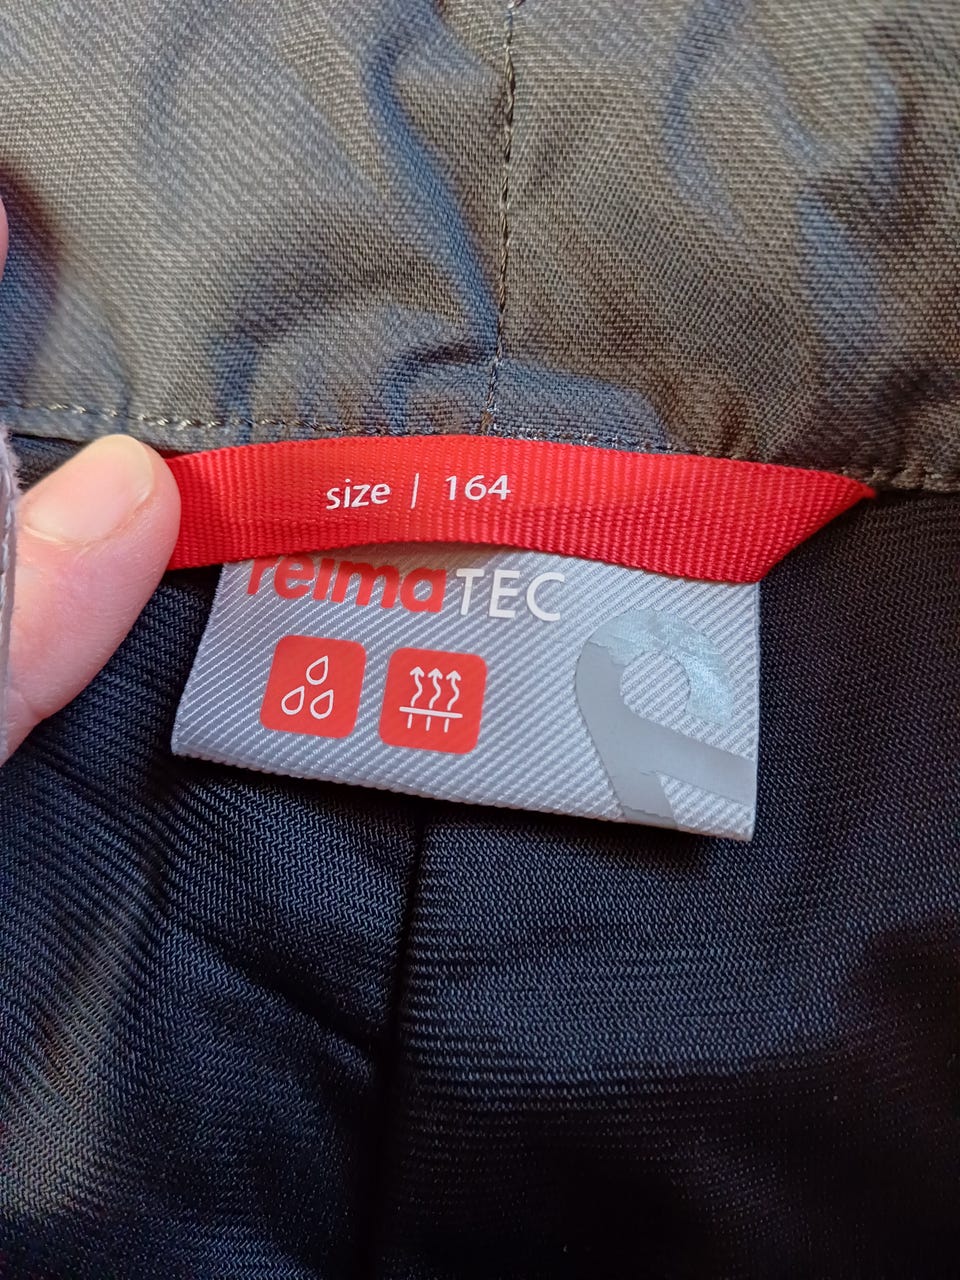 size | 164
reimaTEC